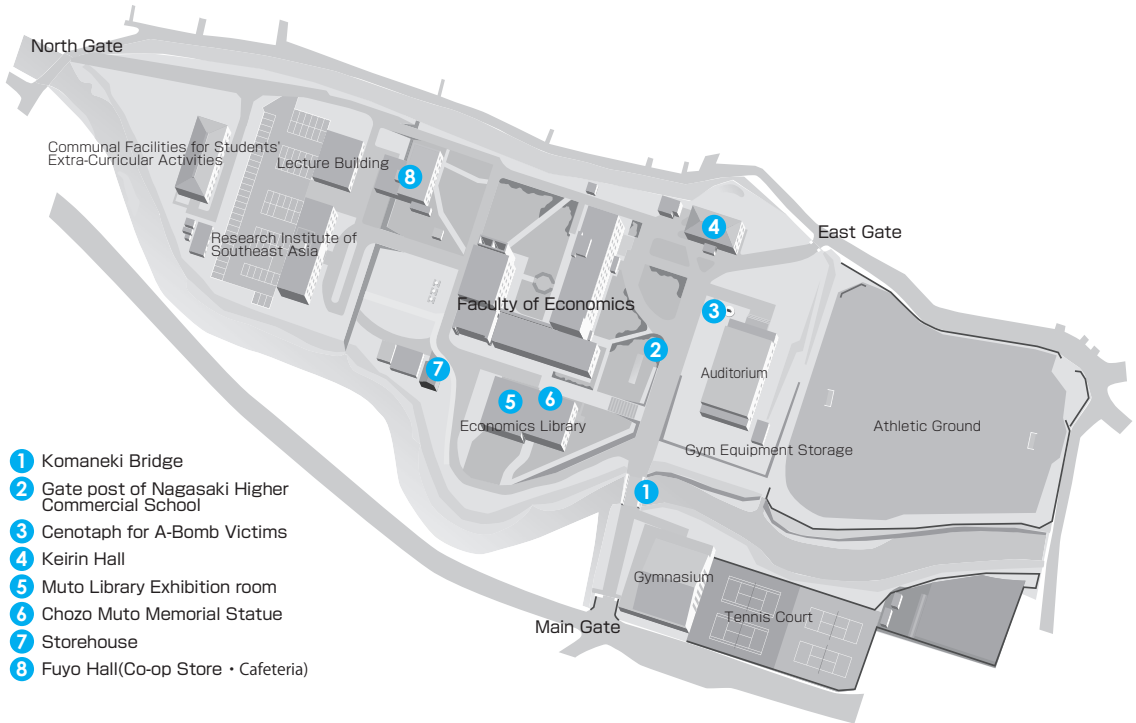 North Gate
Communal Facilities for Students'
Extra-Curricular Activities
Lecture Building
8
4
East Gate
Research Institute of
Southeast Asia
Faculty of Economics
3
2
7
Auditorium
5
6
Economics Library
Athletic Ground
Gym Equipment Storage
1
Gymnasium
Tennis Court
Main Gate
1 Komaneki Bridge
2 Gate post of Nagasaki Higher
Commercial School
3 Cenotaph for A-Bomb Victims
4 Keirin Hall
5 Muto Library Exhibition room
6 Chozo Muto Memorial Statue
7 Storehouse
8 Fuyo Hall(Co-op Store・Cafeteria)